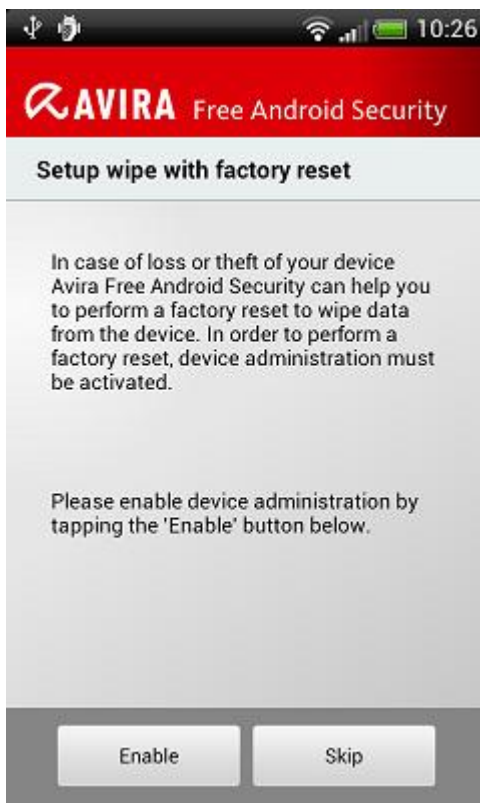 10:26
AVIRA Free Android Security
Setup wipe with factory reset
In case of loss or theft of your device
Avira Free Android Security can help you
to perform a factory reset to wipe data
from the device. In order to perform a
factory reset, device administration must
be activated.
Please enable device administration by
tapping the 'Enable' button below.
Enable
Skip